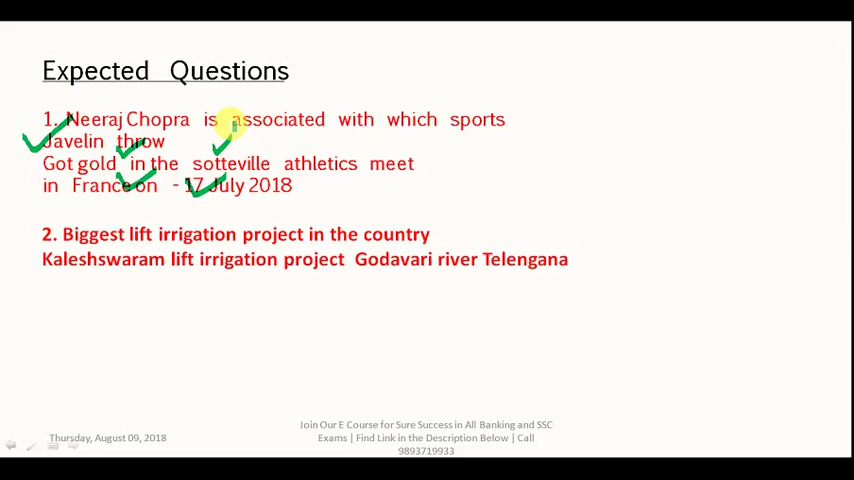 Expected Questions
1. Neeraj Chopra is associated with which sports
Javelin throw
Got gold in the sotteville athletics meet
in France on - 17 July 2018
2. Biggest lift irrigation project in the country
Kaleshswaram lift irrigation project Godavari river Telengana
Thursday, August 09, 2018
Join Our E Course for Sure Success in All Banking and SSC
Exams | Find Link in the Description Below | Call
9893719933